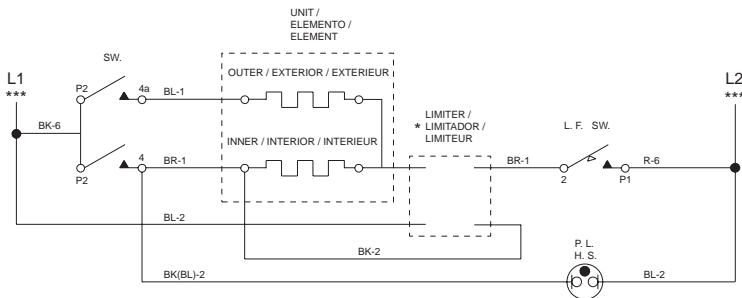 UNIT /
ELEMENTO /
ELEMENT
SW.
L1
***
L2
***
P2
4a
BL-1
OUTER / EXTERIOR / EXTERIEUR
LIMITER /
* LIMITADOR /
LIMITEUR
L. F. SW.
BK-6
INNER / INTERIOR / INTERIEUR
P2
4
BR-1
BR-1
2
P1
R-6
BL-2
BK-2
P. L.
H. S.
BK(BL)-2
BL-2